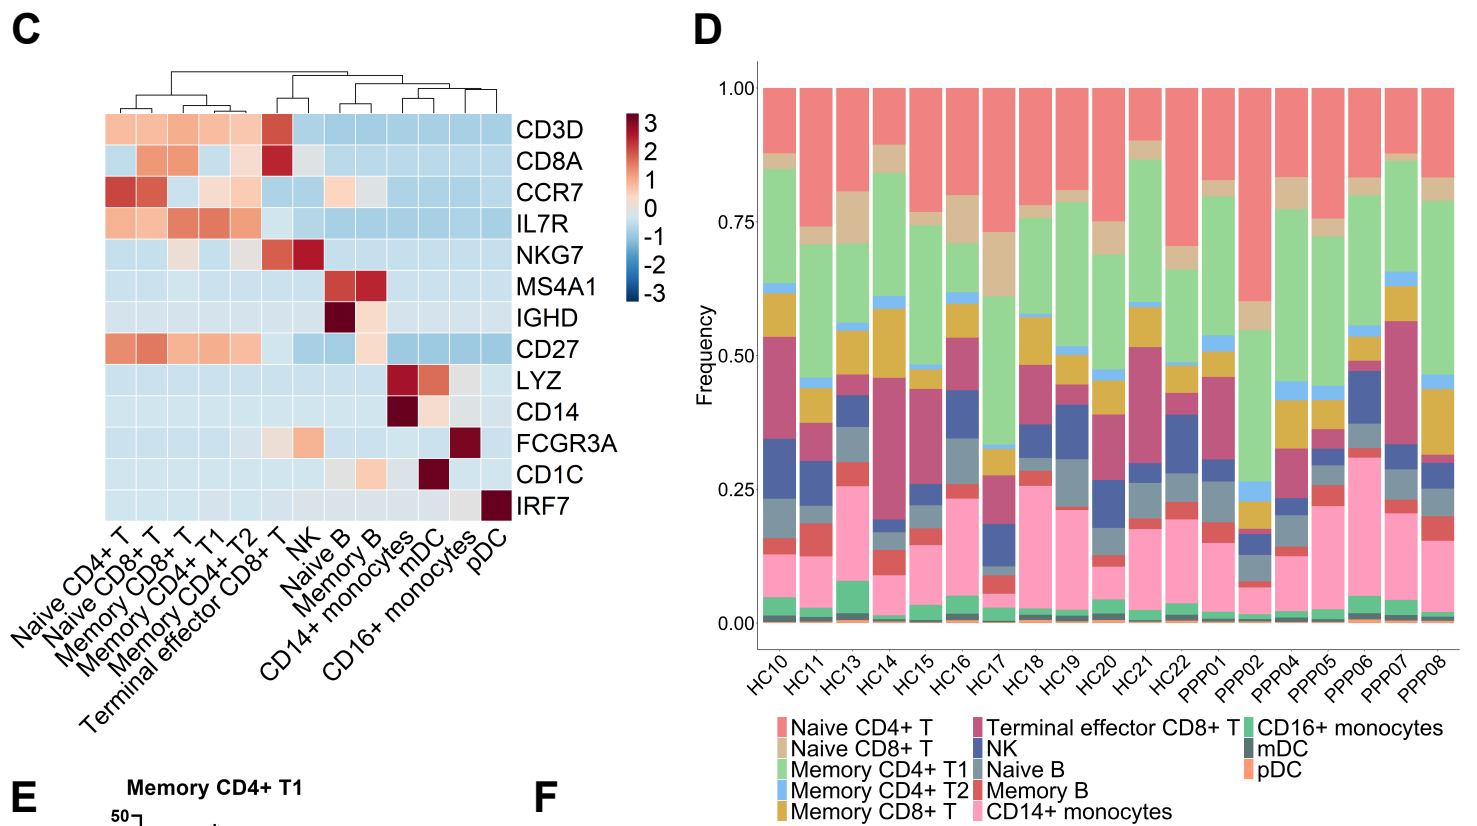 C
CD3D
CD8A
CCR7
IL7R
NKG7
MS4A1
IGHD
CD27
LYZ
CD14
FCGR3A
CD1C
IRF7
3
2
1
0
-1
-2
-3
Naive CD4+ T
Naive CD8+ T
Memory CD8+ T
Memory CD4+ T1
Memory CD4+ T2
Terminal effector CD8+ T
NK
Naive B
Memory B
CD14+ monocytes
mDC
CD16+ monocytes
pDC
D
Frequency
1.00
0.75
0.50
0.25
0.00
HC10
HC11
HC13
HC14
HC15
HC16
HC17
HC18
HC19
HC20
HC21
HC22
PPP01
PPP02
PPP04
PPP05
PPP06
PPP07
PPP08
Naive CD4+ T
Naive CD8+ T
Memory CD4+ T1
Memory CD4+ T2
Memory CD8+ T
Terminal effector CD8+ T
NK
Naive B
Memory B
CD14+ monocytes
CD16+ monocytes
mDC
pDC
E
Memory CD4+ T1
50
F